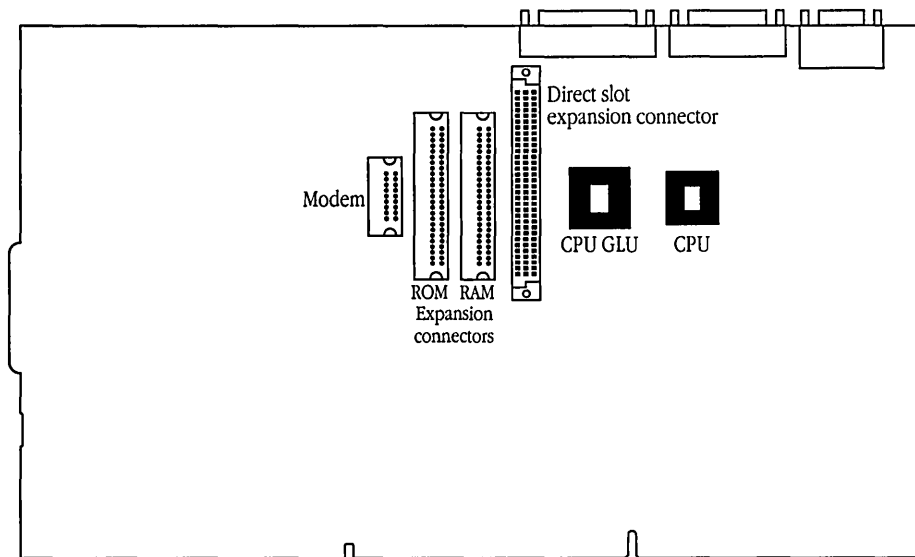 Direct slot
expansion connector
Modem
CPU GLU
CPU
ROM
RAM
Expansion
connectors